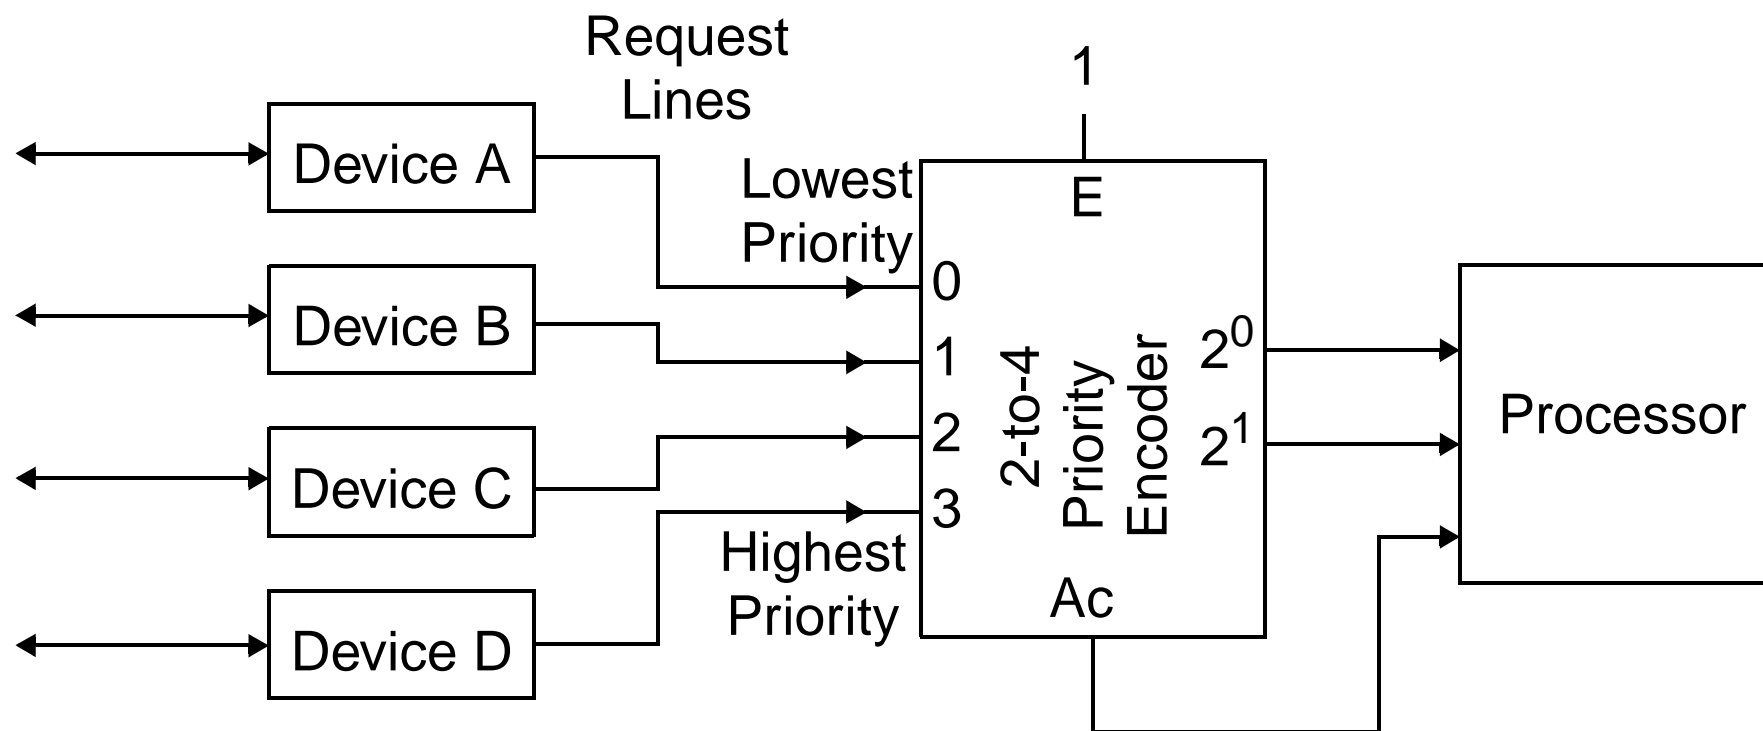 Request
Lines
1
Device A
Lowest
Priority
E
0
Device B
1
2-to-4
Priority
Encoder
2⁰
Processor
2
2¹
Device C
3
Highest
Priority
Ac
Device D